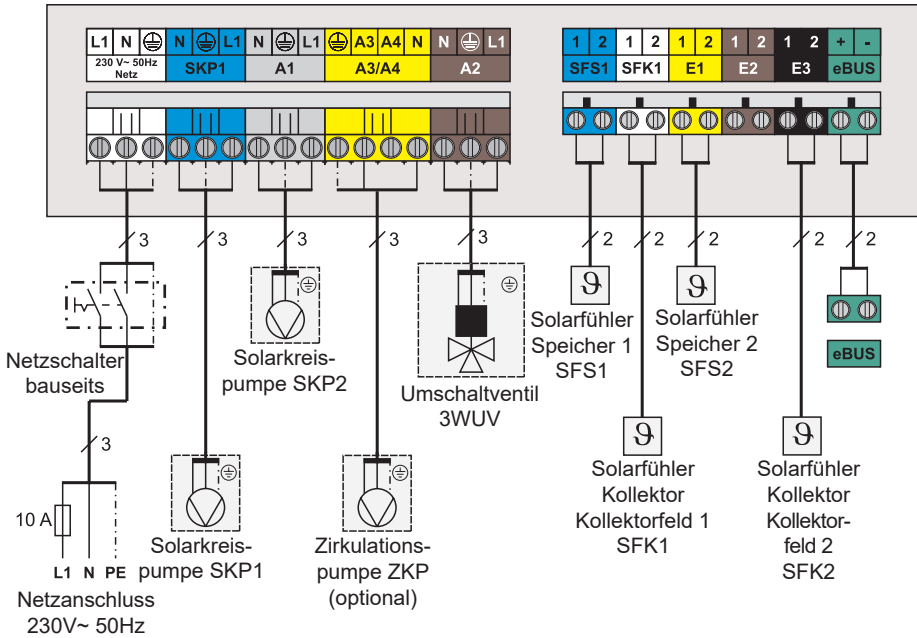 L1 N N L1 N L1 A3 A4 N N L1
230 V~ 50Hz
Netz
SKP1 A1 A3/A4 A2
1 2 1 2 1 2 1 2 1 2 + -
SFS1 SFK1 E1 E2 E3 eBUS
3 3 3 3 3 2 2 2 2 2
Netzschalter
bauseits
Solarkreis-
pumpe SKP2
Umschaltventil
3WUV
Solarfühler
Speicher 1
SFS1
Solarfühler
Speicher 2
SFS2
eBUS
3
10 A
L1 N PE
Netzanschluss
230V~ 50Hz
Solarkreis-
pumpe SKP1
Zirkulations-
pumpe ZKP
(optional)
ϑ
ϑ
Solarfühler
Kollektor
Kollektorfeld 1
SFK1
ϑ
ϑ
Solarfühler
Kollektor
Kollektor-
feld 2
SFK2